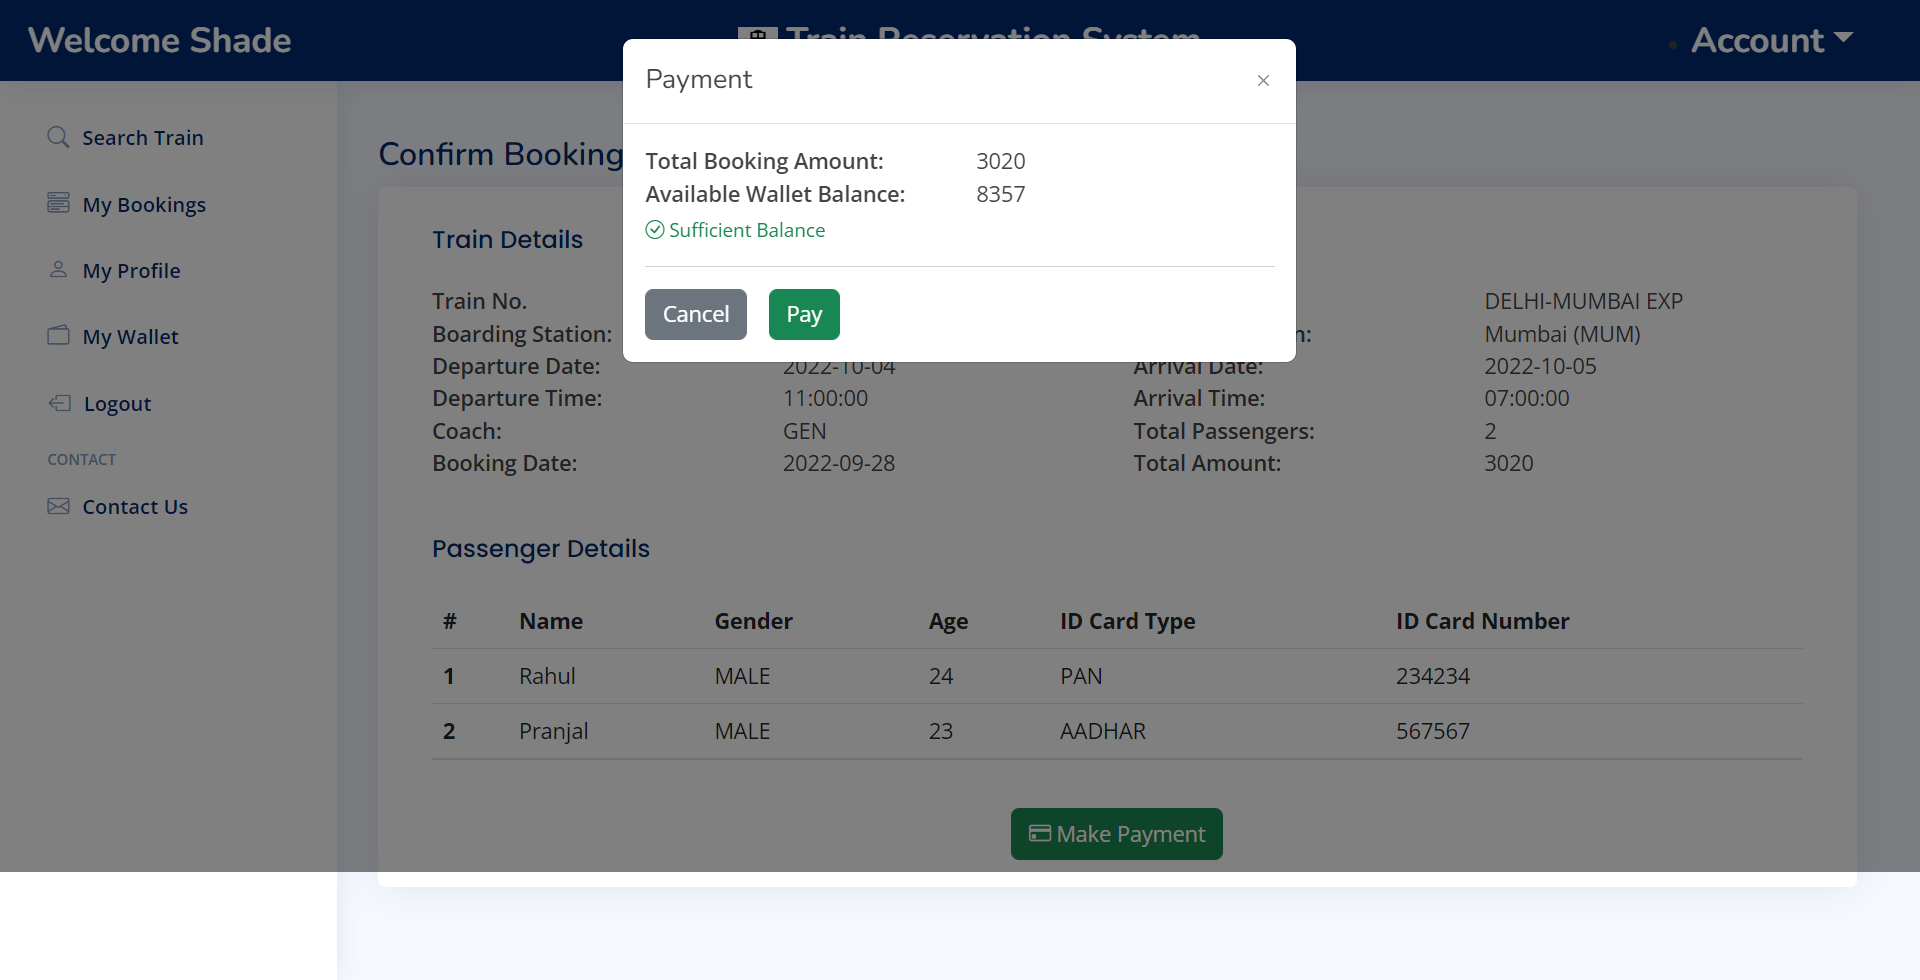 Welcome Shade
Train Reservation System
Account
Search Train
My Bookings
My Profile
My Wallet
Logout
CONTACT
Contact Us
Payment
Total Booking Amount: 3020
Available Wallet Balance: 8357
Sufficient Balance
Cancel Pay
Confirm Booking
Train Details
Train No. DELHI-MUMBAI EXP
Boarding Station: Mumbai (MUM)
Departure Date: 2022-10-04 Arrival Date: 2022-10-05
Departure Time: 11:00:00 Arrival Time: 07:00:00
Coach: GEN Total Passengers: 2
Booking Date: 2022-09-28 Total Amount: 3020
Passenger Details
# Name Gender Age ID Card Type ID Card Number
1 Rahul MALE 24 PAN 234234
2 Pranjal MALE 23 AADHAR 567567
Make Payment